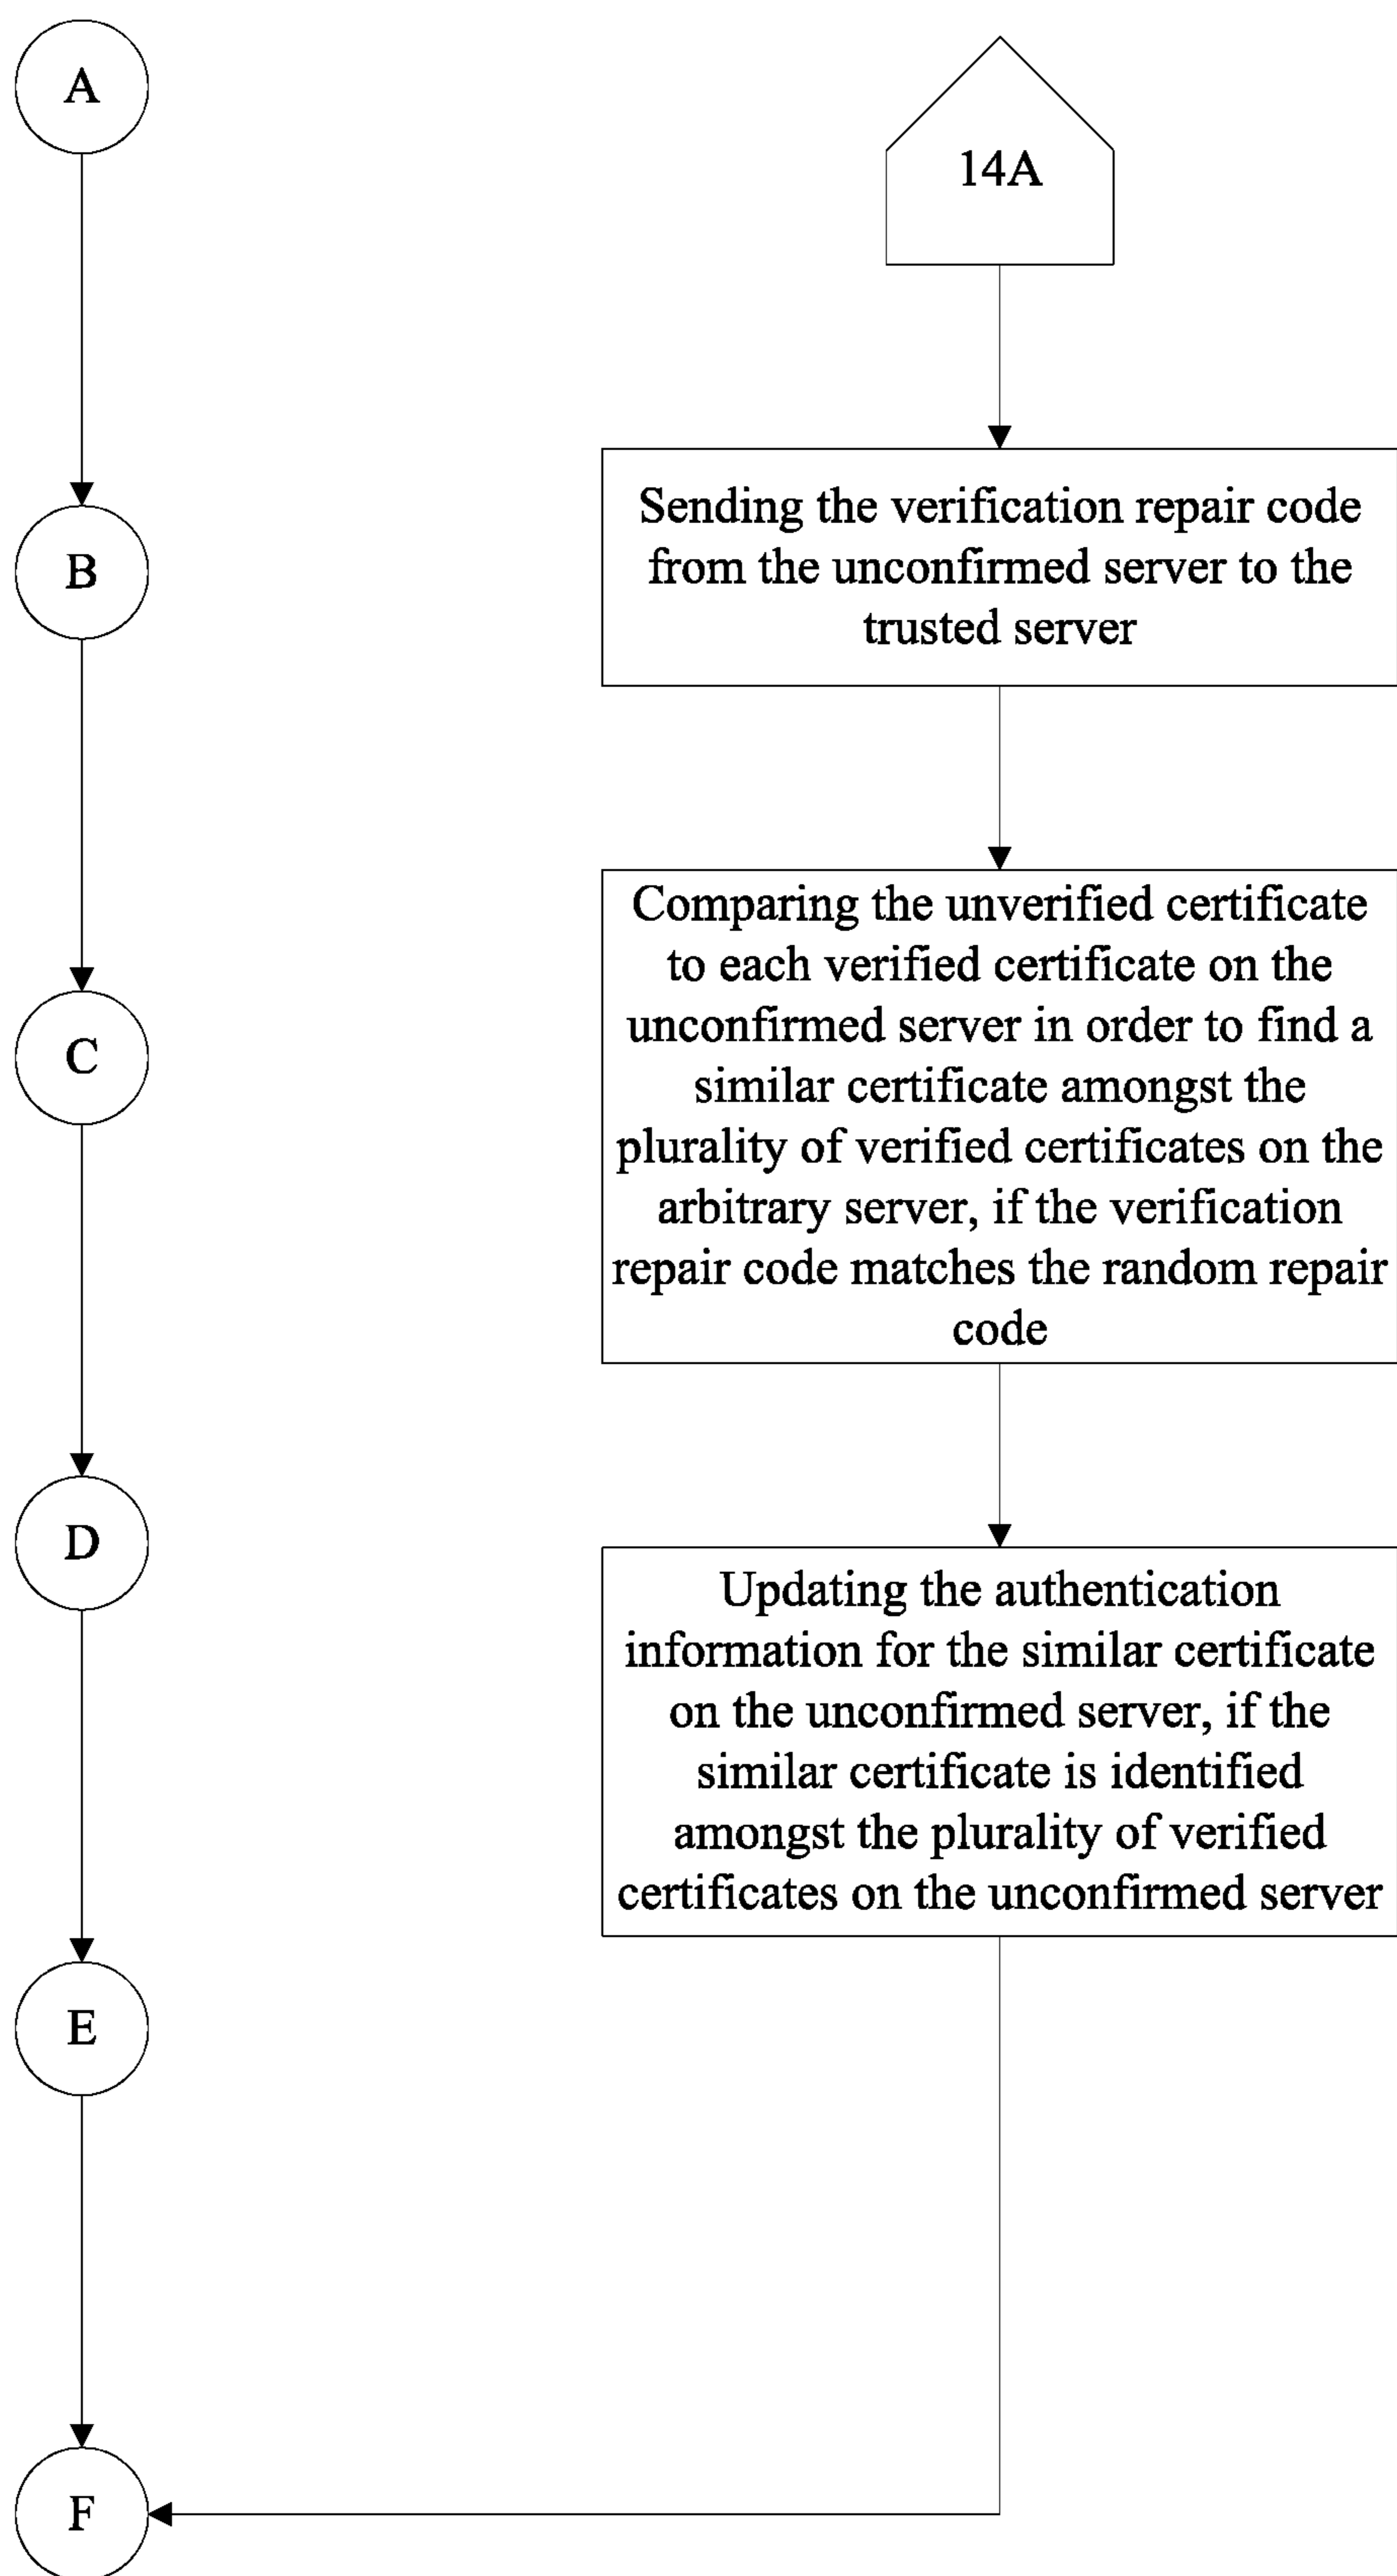 A
B
C
D
E
F
14A
Sending the verification repair code
from the unconfirmed server to the
trusted server
Comparing the unverified certificate
to each verified certificate on the
unconfirmed server in order to find a
similar certificate amongst the
plurality of verified certificates on the
arbitrary server, if the verification
repair code matches the random repair
code
Updating the authentication
information for the similar certificate
on the unconfirmed server, if the
similar certificate is identified
amongst the plurality of verified
certificates on the unconfirmed server